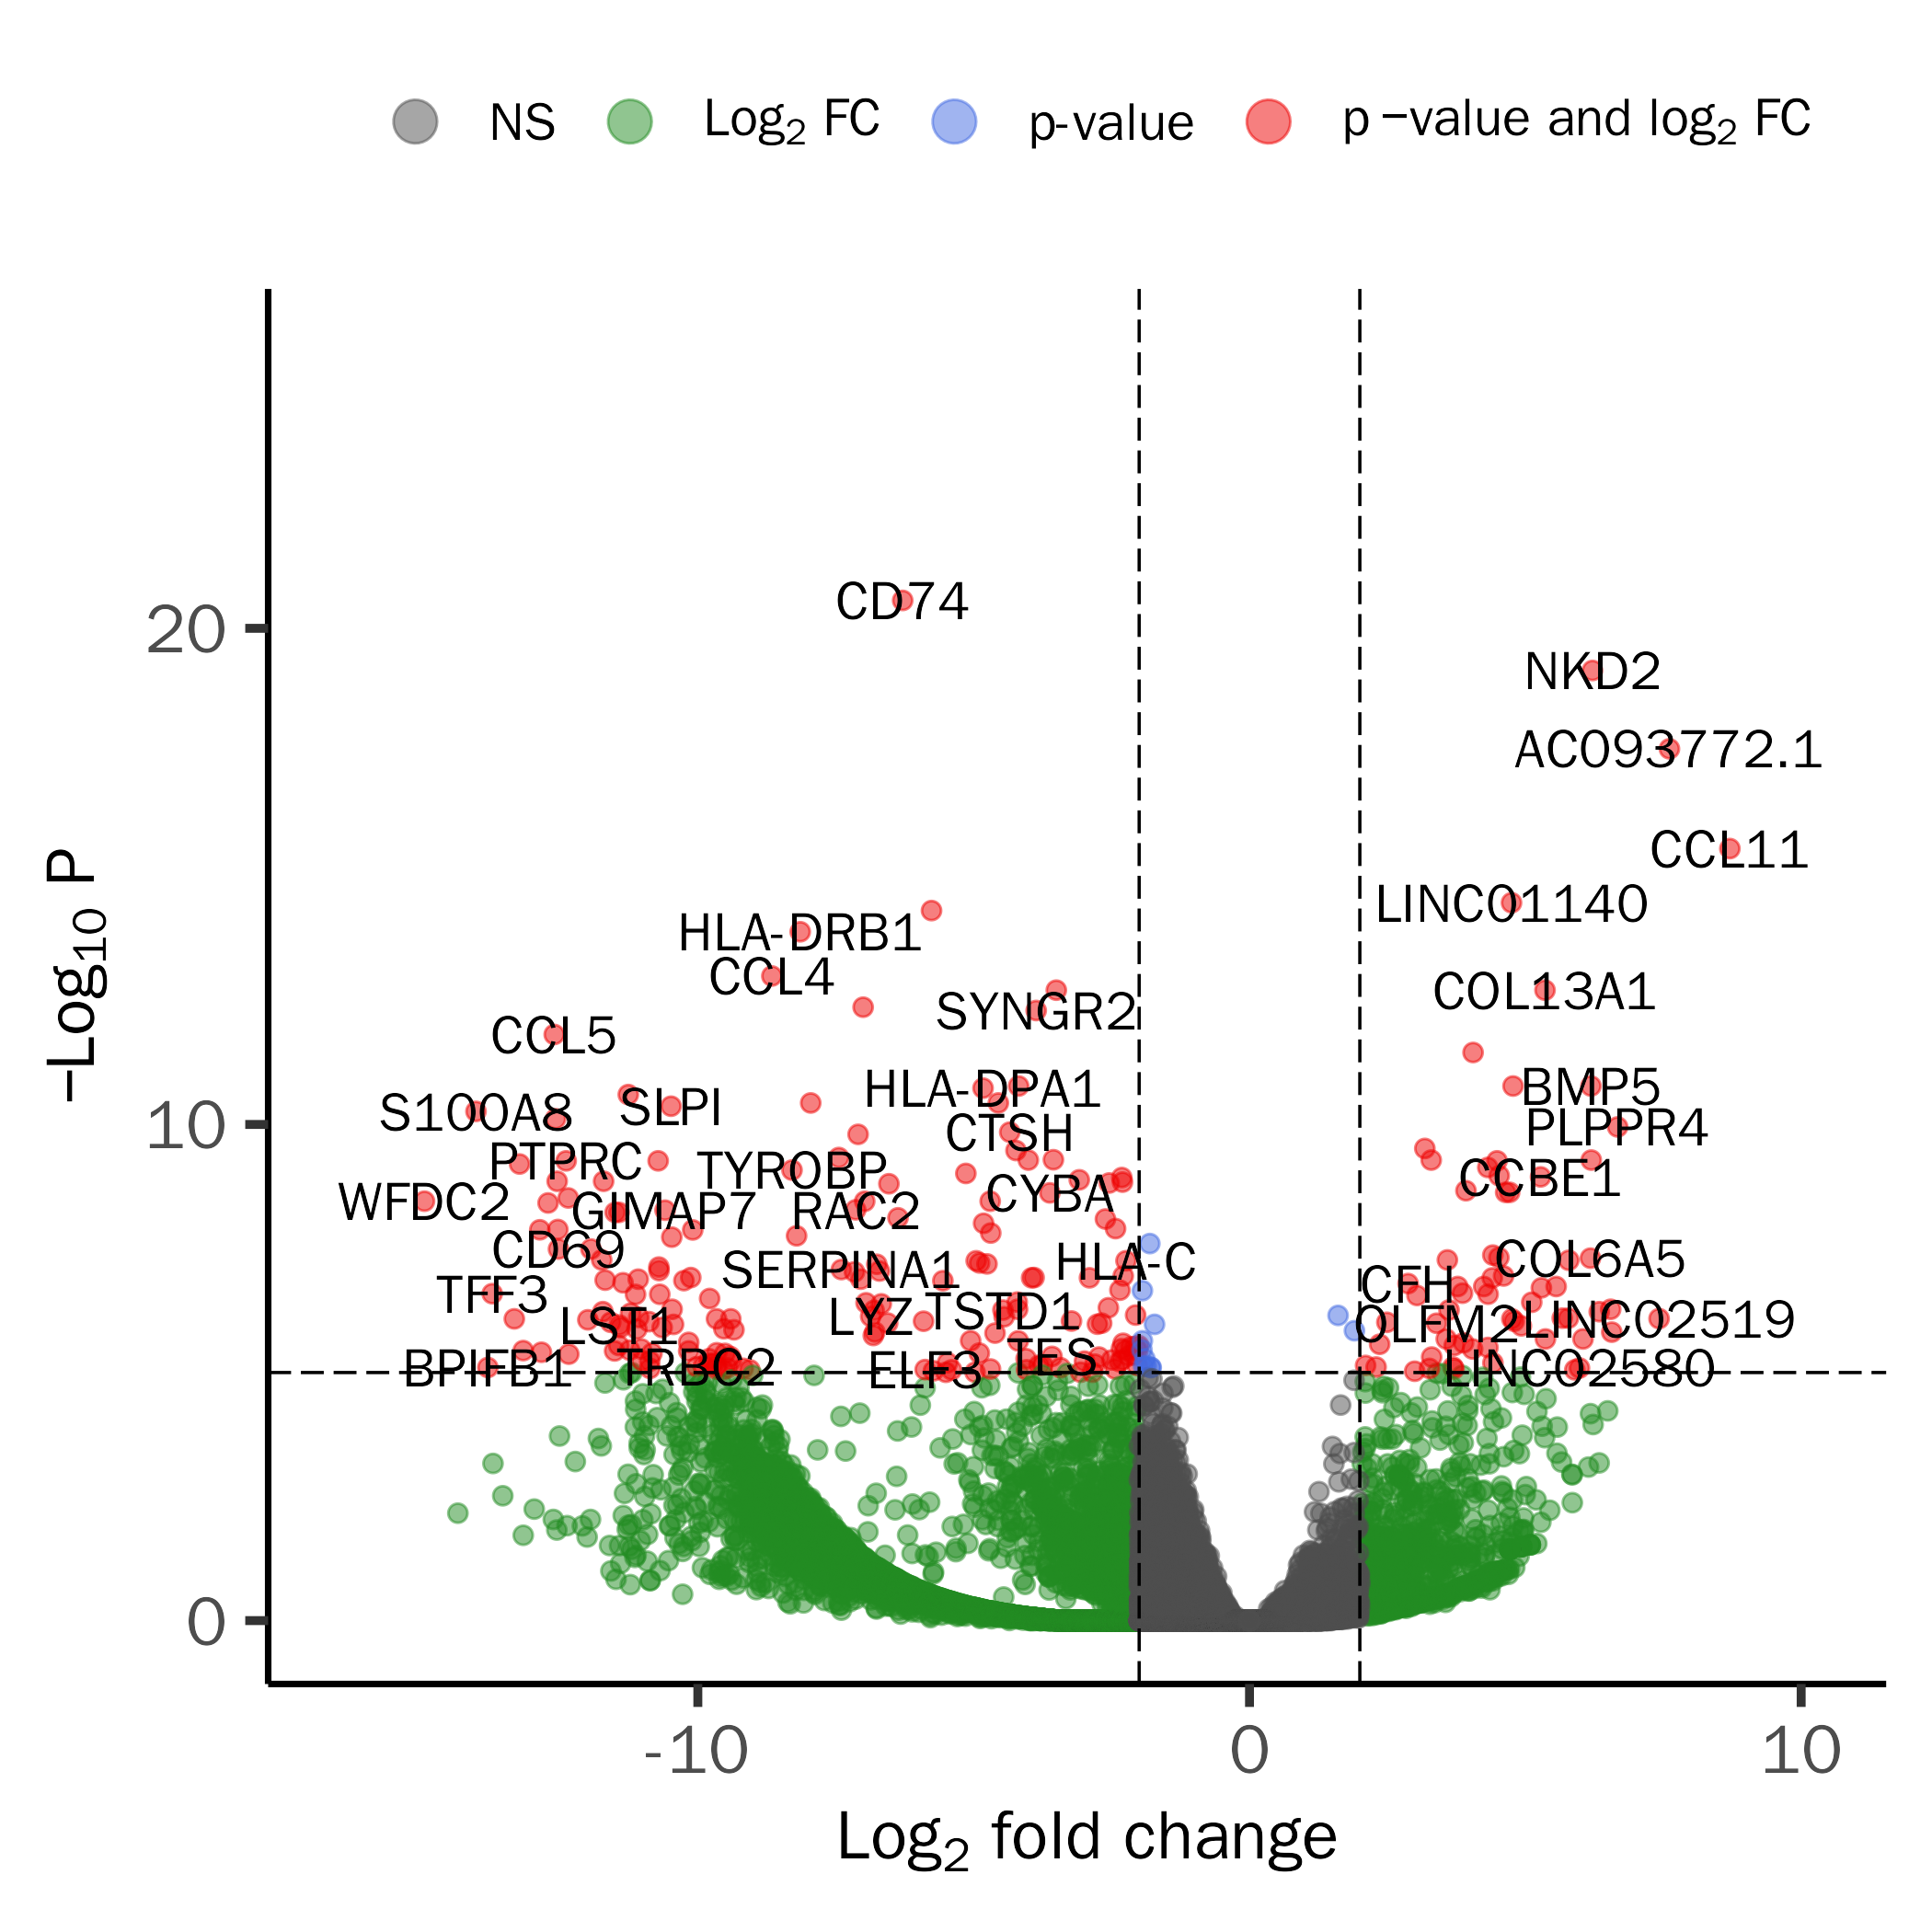 NS Log2 FC p-value p −value and log2 FC
CD74
20
NKD2
AC093772.1
CCL11
LINC01140
HLA-DRB1
CCL4
COL13A1
SYNGR2
CCL5
HLA-DPA1
BMP5
S100A8 SLPI
10
CTSH
PLPPR4
PTPRC
TYROBP
CCBE1
CYBA
WFDC2
GIMAP7 RAC2
CD69
HLA-C
COL6A5
SERPINA1
CFH
TFF3
TSTD1
LYZ
LST1
OLFM2 LINC02519
TES
BPIFB1 TRBC2 ELF3
LINC02580
0
−Log10 P
-10 0 10
Log2 fold change